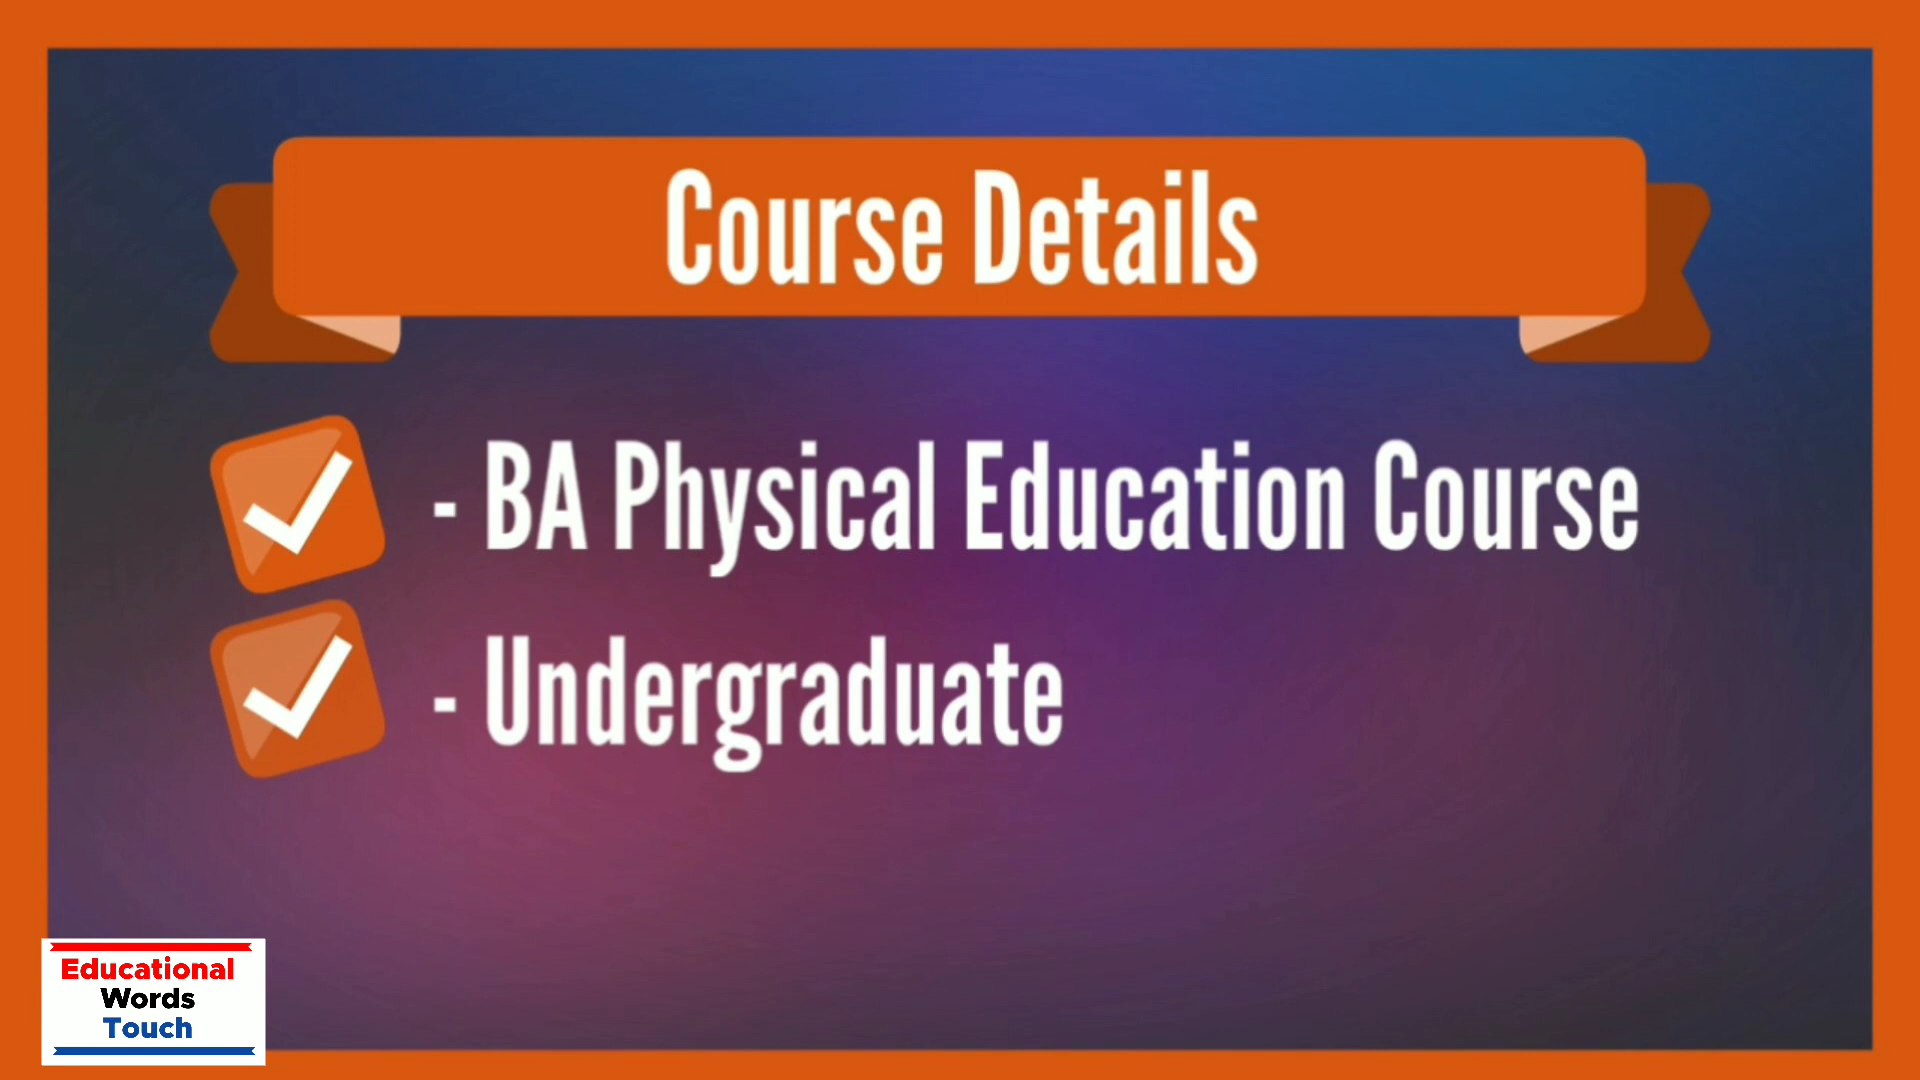 Course Details
- BA Physical Education Course
- Undergraduate
Educational
Words
Touch